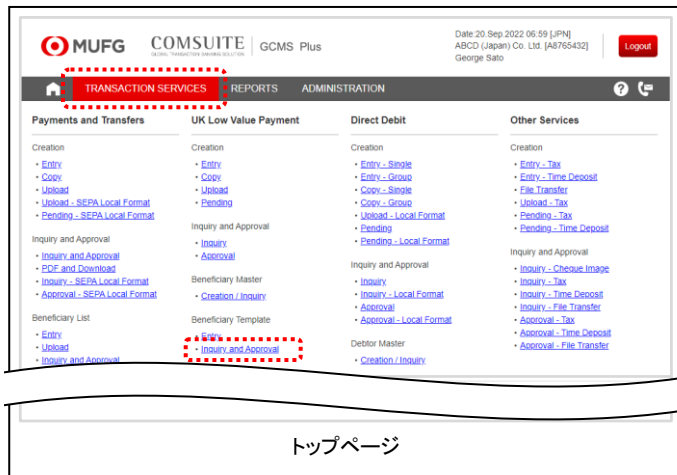 MUFG COMSUITE GCMS Plus
GLOBAL TRANSACTION BANKING SOLUTION
Date:20 Sep.2022 06:59 [JPN]
ABCD (Japan) Co. Ltd. [A8765432]
George Sato
Logout
TRANSACTION SERVICES REPORTS ADMINISTRATION
Payments and Transfers
Creation
・Entry
・Copy
・Upload
・Upload - SEPA Local Format
・Pending - SEPA Local Format
Inquiry and Approval
・Inquiry and Approval
・PDF and Download
・Inquiry - SEPA Local Format
・Approval - SEPA Local Format
Beneficiary List
・Entry
・Upload
・Inquiry and Approval
UK Low Value Payment
Creation
・Entry
・Copy
・Upload
・Pending
Inquiry and Approval
・Inquiry
・Approval
Beneficiary Master
・Creation / Inquiry
Beneficiary Template
・Entry
・Inquiry and Approval
Direct Debit
Creation
・Entry - Single
・Entry - Group
・Copy - Single
・Copy - Group
・Upload - Local Format
・Pending
・Pending - Local Format
Inquiry and Approval
・Inquiry
・Inquiry - Local Format
・Approval
・Approval - Local Format
Debtor Master
・Creation / Inquiry
Other Services
Creation
・Entry - Tax
・Entry - Time Deposit
・File Transfer
・Upload - Tax
・Pending - Tax
・Pending - Time Deposit
Inquiry and Approval
・Inquiry - Cheque Image
・Inquiry - Tax
・Inquiry - Time Deposit
・Inquiry - File Transfer
・Approval - Tax
・Approval - Time Deposit
・Approval - File Transfer
トップページ